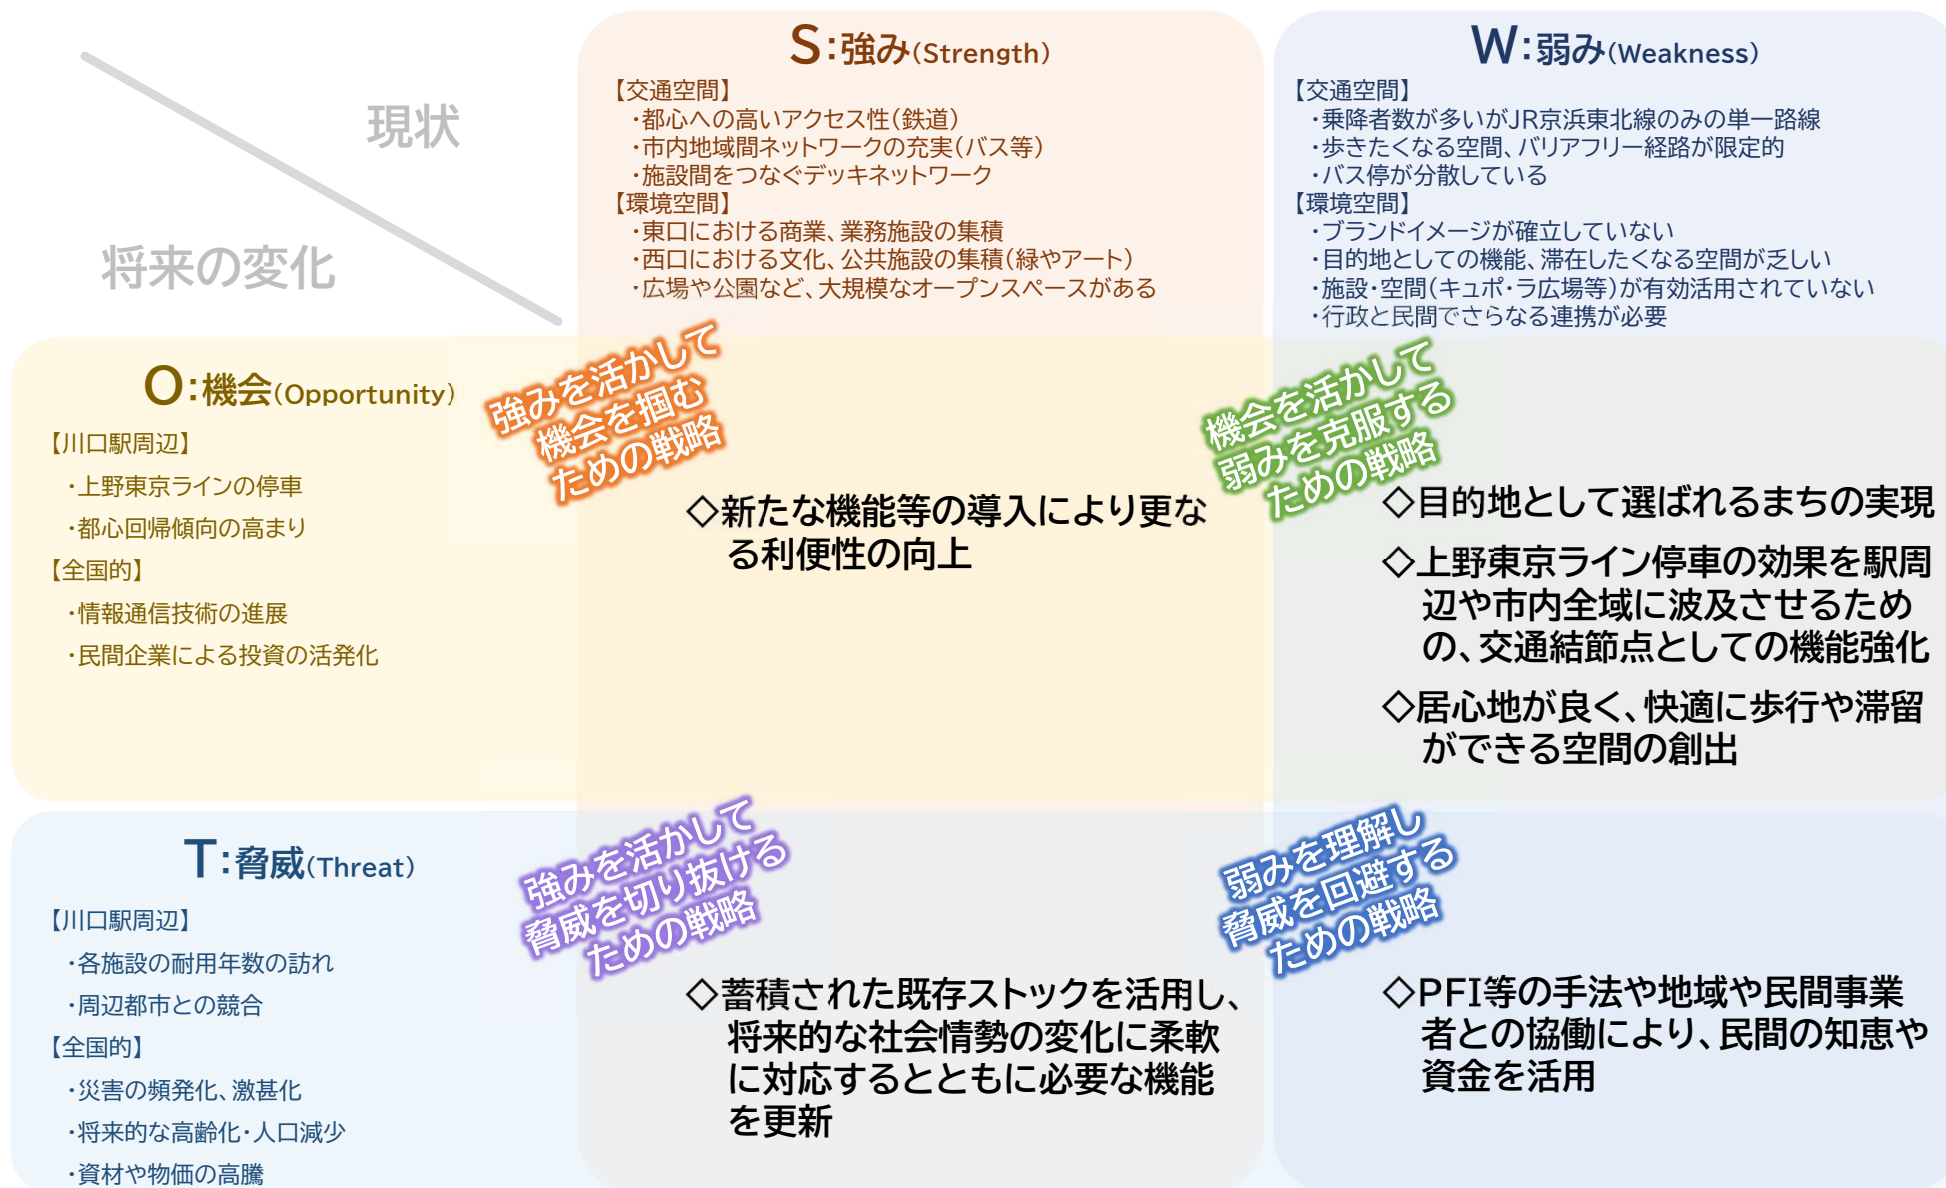 現状
将来の変化
S:強み(Strength)
【交通空間】
・都心への高いアクセス性(鉄道)
・市内地域間ネットワークの充実(バス等)
・施設間をつなぐデッキネットワーク
【環境空間】
・東口における商業、業務施設の集積
・西口における文化、公共施設の集積(緑やアート)
・広場や公園など、大規模なオープンスペースがある
W:弱み(Weakness)
【交通空間】
・乗降者数が多いがJR京浜東北線のみの単一路線
・歩きたくなる空間、バリアフリー経路が限定的
・バス停が分散している
【環境空間】
・ブランドイメージが確立していない
・目的地としての機能、滞在したくなる空間が乏しい
・施設・空間(キュポ・ラ広場等)が有効活用されていない
・行政と民間でさらなる連携が必要
O:機会(Opportunity)
【川口駅周辺】
・上野東京ラインの停車
・都心回帰傾向の高まり
【全国的】
・情報通信技術の進展
・民間企業による投資の活発化
強みを活かして
機会を掴む
ための戦略
◇新たな機能等の導入により更な
る利便性の向上
機会を活かして
弱みを克服する
ための戦略
◇目的地として選ばれるまちの実現
◇上野東京ライン停車の効果を駅周
辺や市内全域に波及させるため
の、交通結節点としての機能強化
◇居心地が良く、快適に歩行や滞留
ができる空間の創出
T:脅威(Threat)
【川口駅周辺】
・各施設の耐用年数の訪れ
・周辺都市との競合
【全国的】
・災害の頻発化、激甚化
・将来的な高齢化・人口減少
・資材や物価の高騰
強みを活かして
脅威を切り抜ける
ための戦略
◇蓄積された既存ストックを活用し、
将来的な社会情勢の変化に柔軟
に対応するとともに必要な機能
を更新
弱みを理解し
脅威を回避する
ための戦略
◇PFI等の手法や地域や民間事業
者との協働により、民間の知恵や
資金を活用